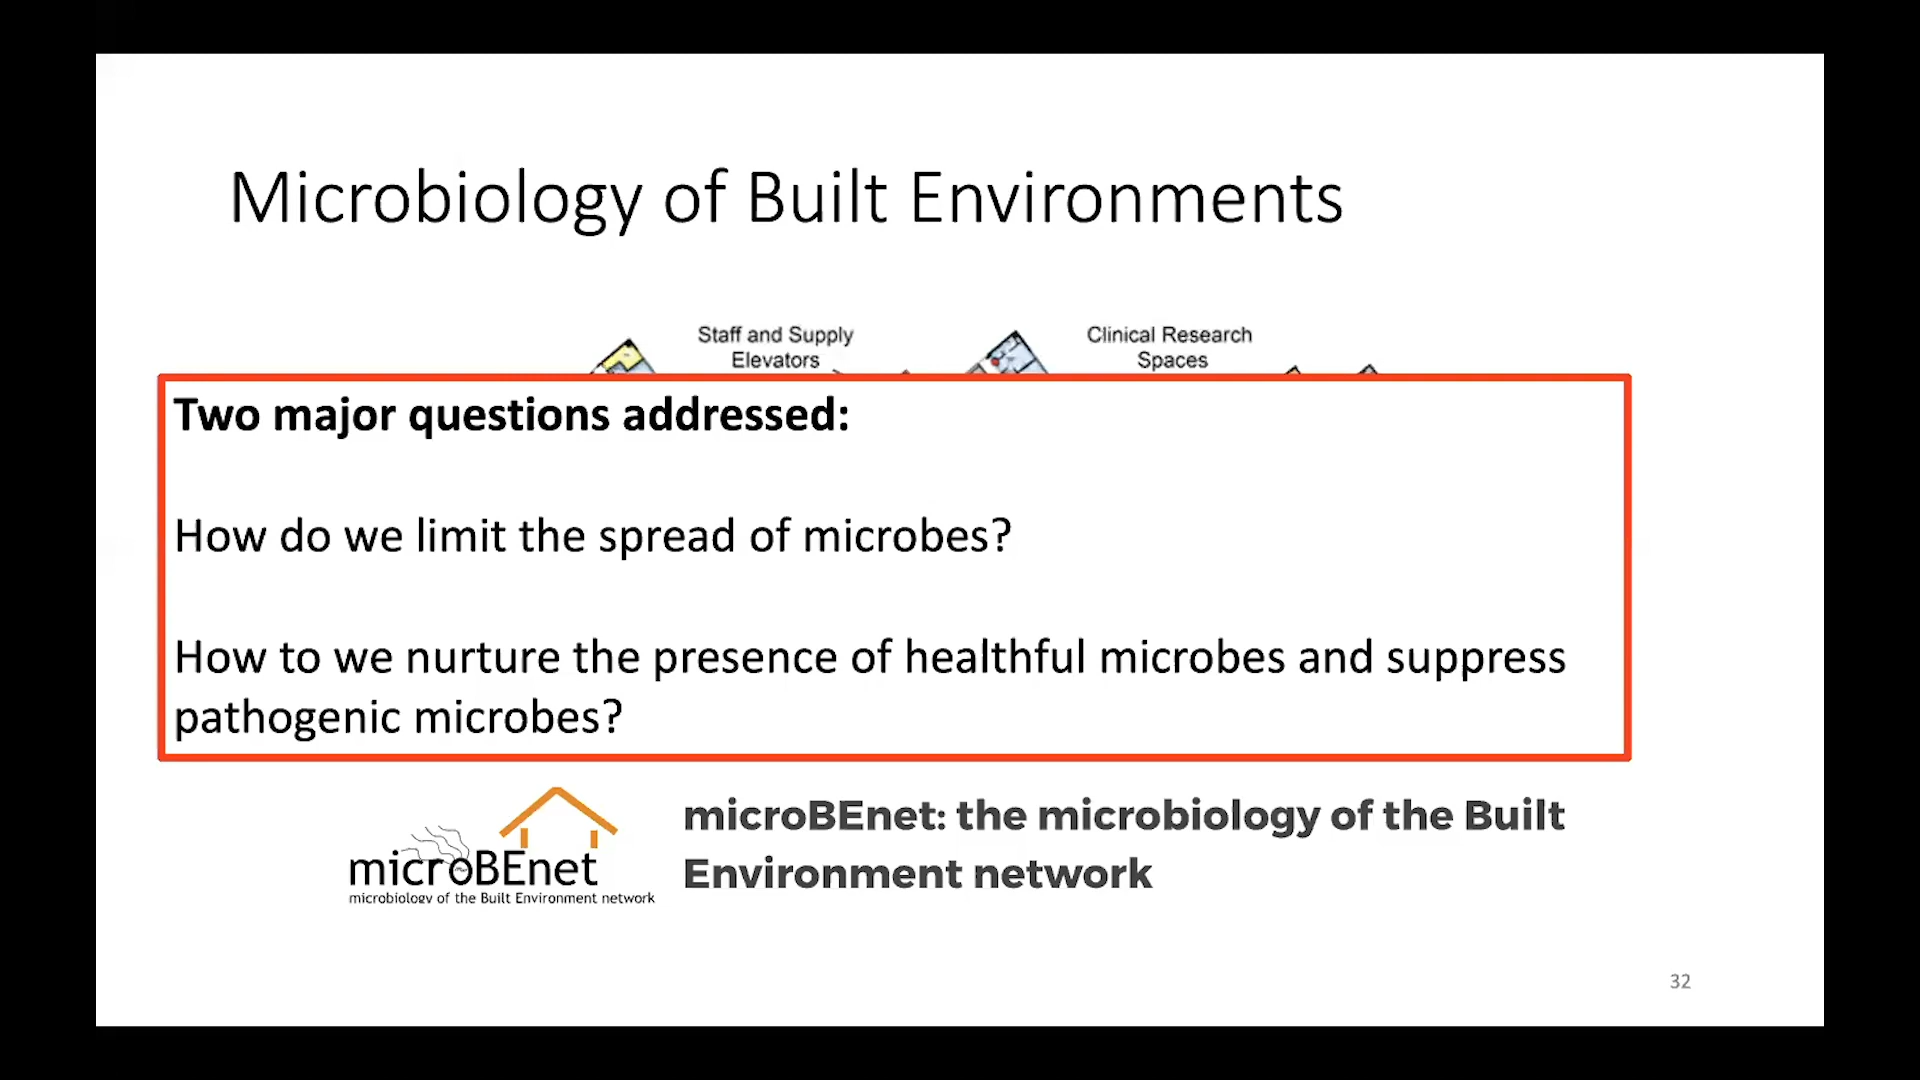 Microbiology of Built Environments
Staff and Supply
Elevators
Clinical Research
Spaces
Two major questions addressed:
How do we limit the spread of microbes?
How to we nurture the presence of healthful microbes and suppress
pathogenic microbes?
microBEnet
microbiology of the Built Environment network
microBEnet: the microbiology of the Built
Environment network
32